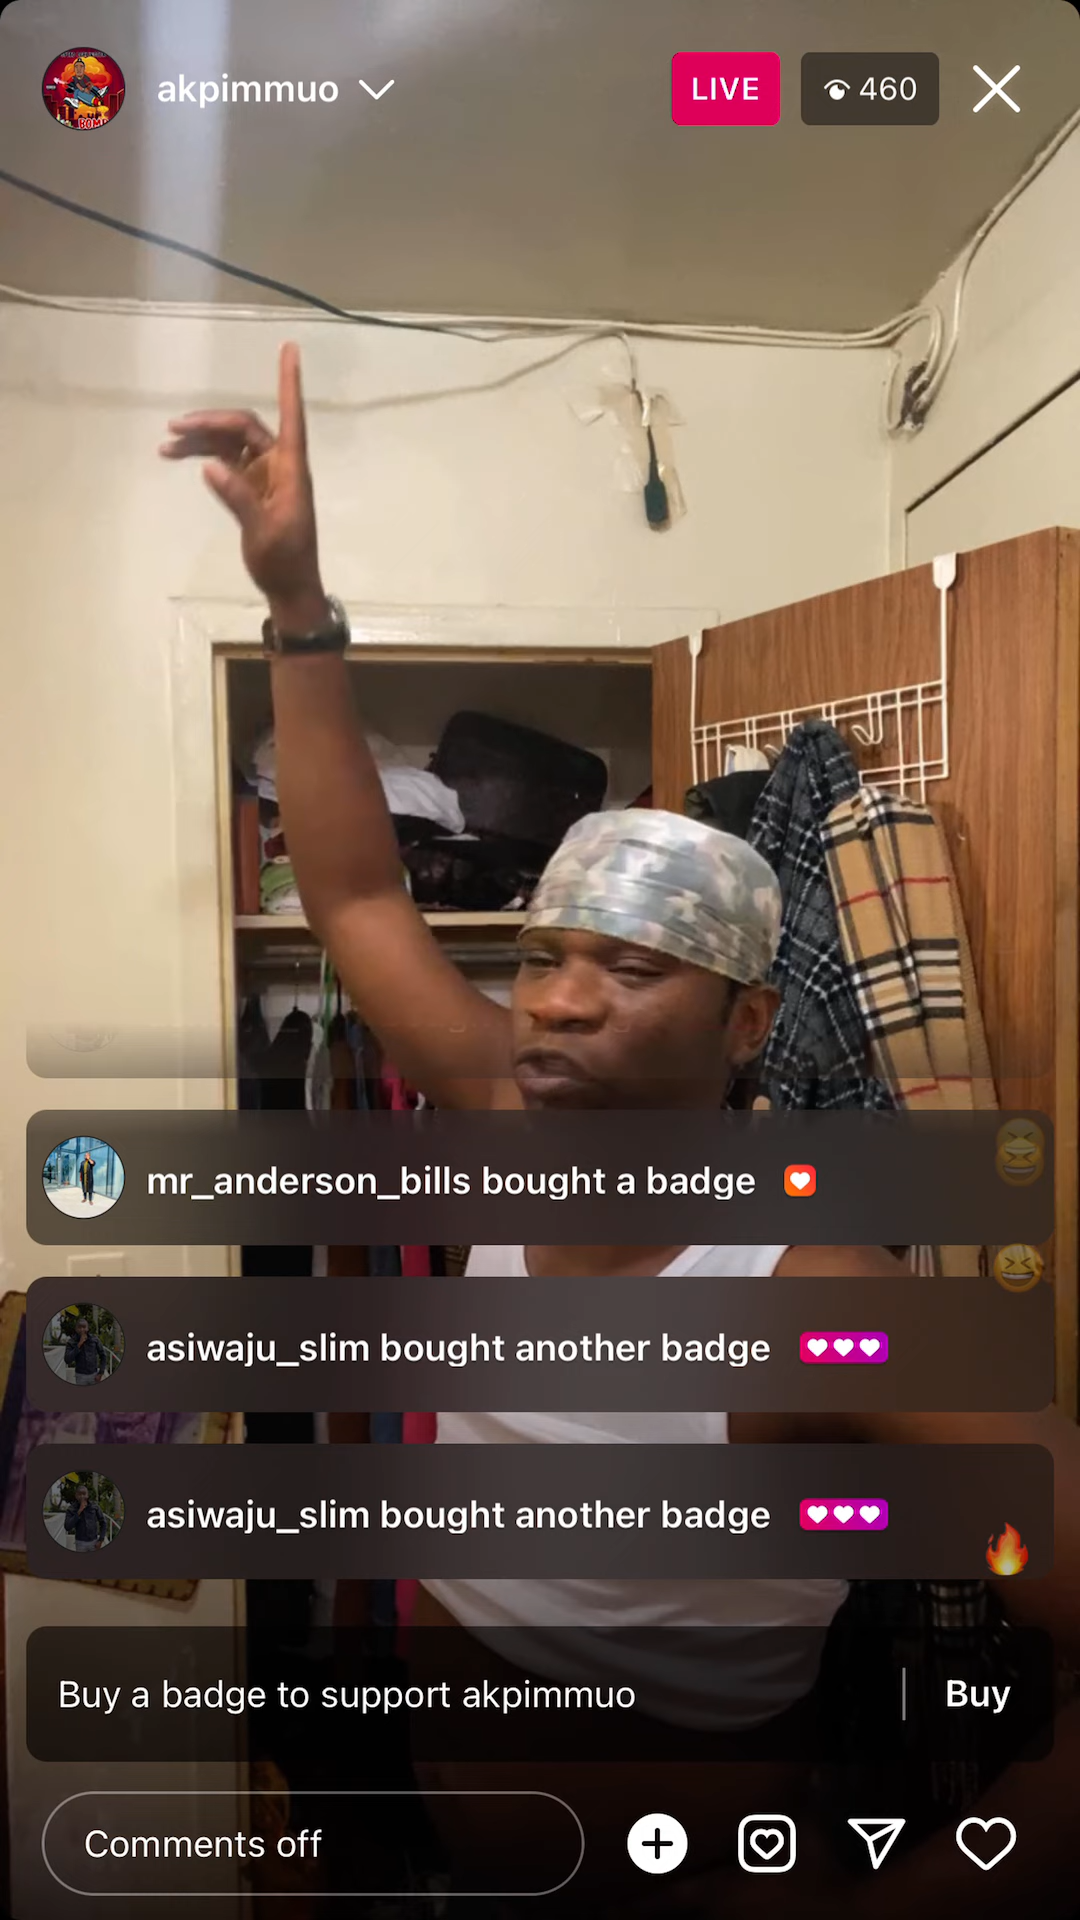 akpimmuo
LIVE
460
mr_anderson_bills bought a badge
asiwaju_slim bought another badge
asiwaju_slim bought another badge
Buy a badge to support akpimmuo
Buy
Comments off